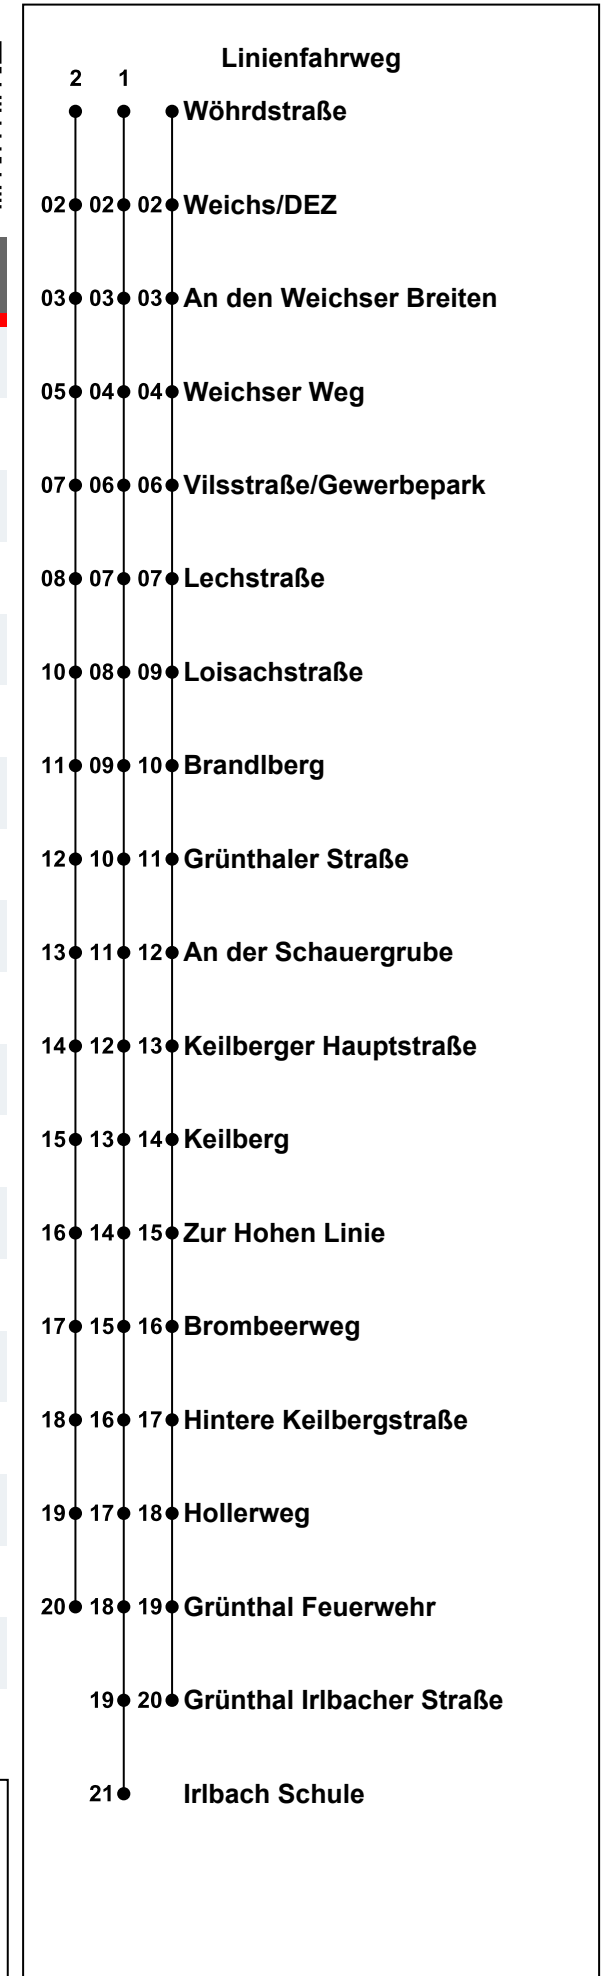 Linienfahrweg
2 1
Wöhrdstraße
02 02 02 Weichs/DEZ
03 03 03 An den Weichser Breiten
05 04 04 Weichser Weg
07 06 06 Vilsstraße/Gewerbepark
08 07 07 Lechstraße
10 08 09 Loisachstraße
11 09 10 Brandlberg
12 10 11 Grünthaler Straße
13 11 12 An der Schauergrube
14 12 13 Keilberger Hauptstraße
15 13 14 Keilberg
16 14 15 Zur Hohen Linie
17 15 16 Brombeerweg
18 16 17 Hintere Keilbergstraße
19 17 18 Hollerweg
20 18 19 Grünthal Feuerwehr
19 20 Grünthal Irlbacher Straße
21 Irlbach Schule